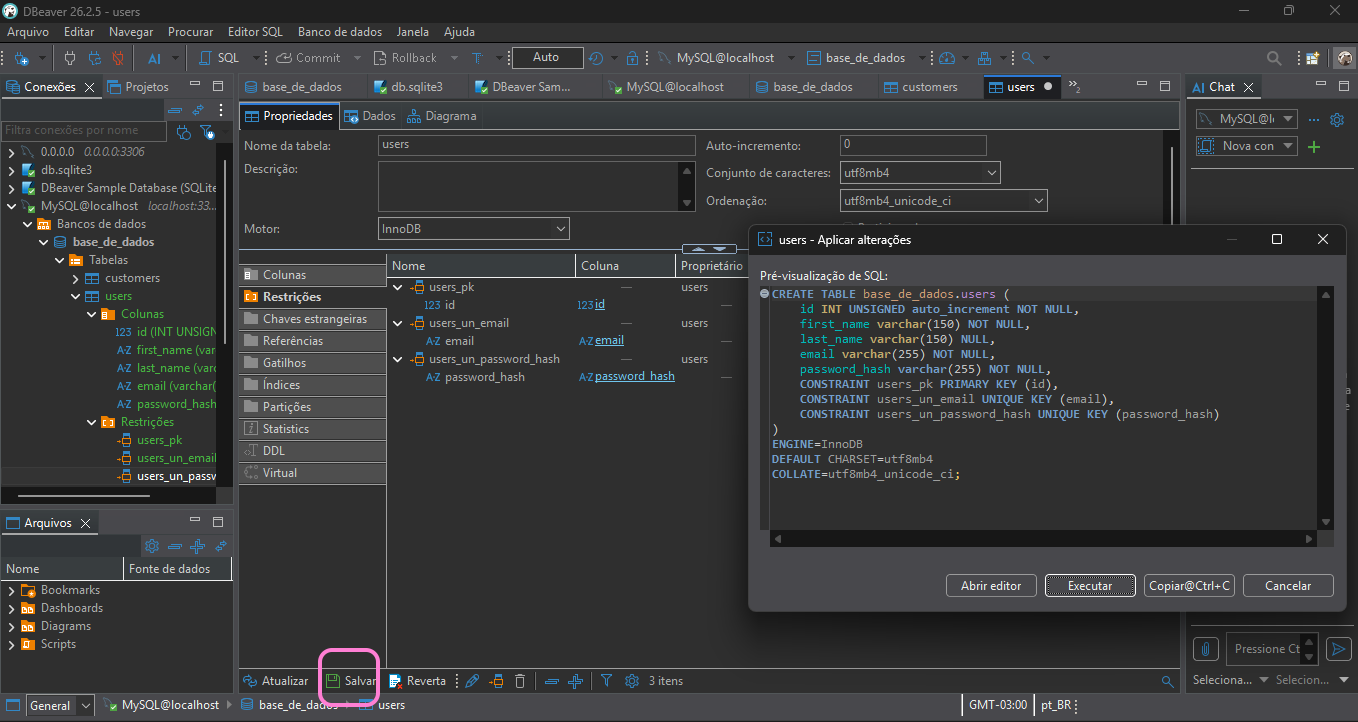 DBeaver 26.2.5 - users
Arquivo Editar Navegar Procurar Editor SQL Banco de dados Janela Ajuda
AI SQL Commit Rollback T Auto MySQL@localhost base_de_dados
Conexões Projetos
base_de_dados db.sqlite3 DBeaver Sam... MySQL@localhost base_de_dados customers users »2
AI Chat
Filtra conexões por nome
0.0.0.0 0.0.0.0:3306
db.sqlite3
DBeaver Sample Database (SQLite
MySQL@localhost localhost:33...
Bancos de dados
base_de_dados
Tabelas
customers
users
Colunas
123 id (INT UNSIGN
A-Z first_name (var
A-Z last_name (varc
A-Z email (varchar(
A-Z password_hash
Restrições
users_pk
users_un_email
users_un_passw
Arquivos
Nome Fonte de dados
Bookmarks
Dashboards
Diagrams
Scripts
Propriedades Dados Diagrama
Nome da tabela: users
Descrição:
Motor: InnoDB
Auto-incremento: 0
Conjunto de caracteres: utf8mb4
Ordenação: utf8mb4_unicode_ci
Colunas
Restrições
Chaves estrangeiras
Referências
Gatilhos
Índices
Partições
Statistics
DDL
Virtual
Nome Coluna Proprietário
users_pk — users
123 id 123 id —
users_un_email — users
A-Z email A-Z email —
users_un_password_hash — users
A-Z password_hash A-Z password_hash —
MySQL@l
Nova con
users - Aplicar alterações
Pré-visualização de SQL:
CREATE TABLE base_de_dados.users (
id INT UNSIGNED auto_increment NOT NULL,
first_name varchar(150) NOT NULL,
last_name varchar(150) NULL,
email varchar(255) NOT NULL,
password_hash varchar(255) NOT NULL,
CONSTRAINT users_pk PRIMARY KEY (id),
CONSTRAINT users_un_email UNIQUE KEY (email),
CONSTRAINT users_un_password_hash UNIQUE KEY (password_hash)
)
ENGINE=InnoDB
DEFAULT CHARSET=utf8mb4
COLLATE=utf8mb4_unicode_ci;
Abrir editor Executar Copiar@Ctrl+C Cancelar
Pressione Ct
Seleciona... Selecion...
Atualizar Salvar Reverta 3 itens
General MySQL@localhost base_de_dados users GMT-03:00 pt_BR